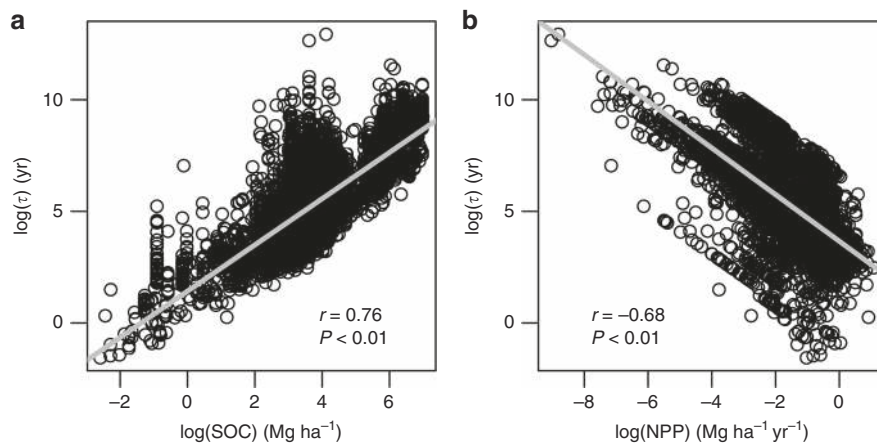 a
b
log(τ) (yr)
10
5
0
r = 0.76
P < 0.01
−2
0
2
4
6
log(SOC) (Mg ha⁻¹)
log(τ) (yr)
10
5
0
r = −0.68
P < 0.01
−8
−6
−4
−2
0
log(NPP) (Mg ha⁻¹ yr⁻¹)